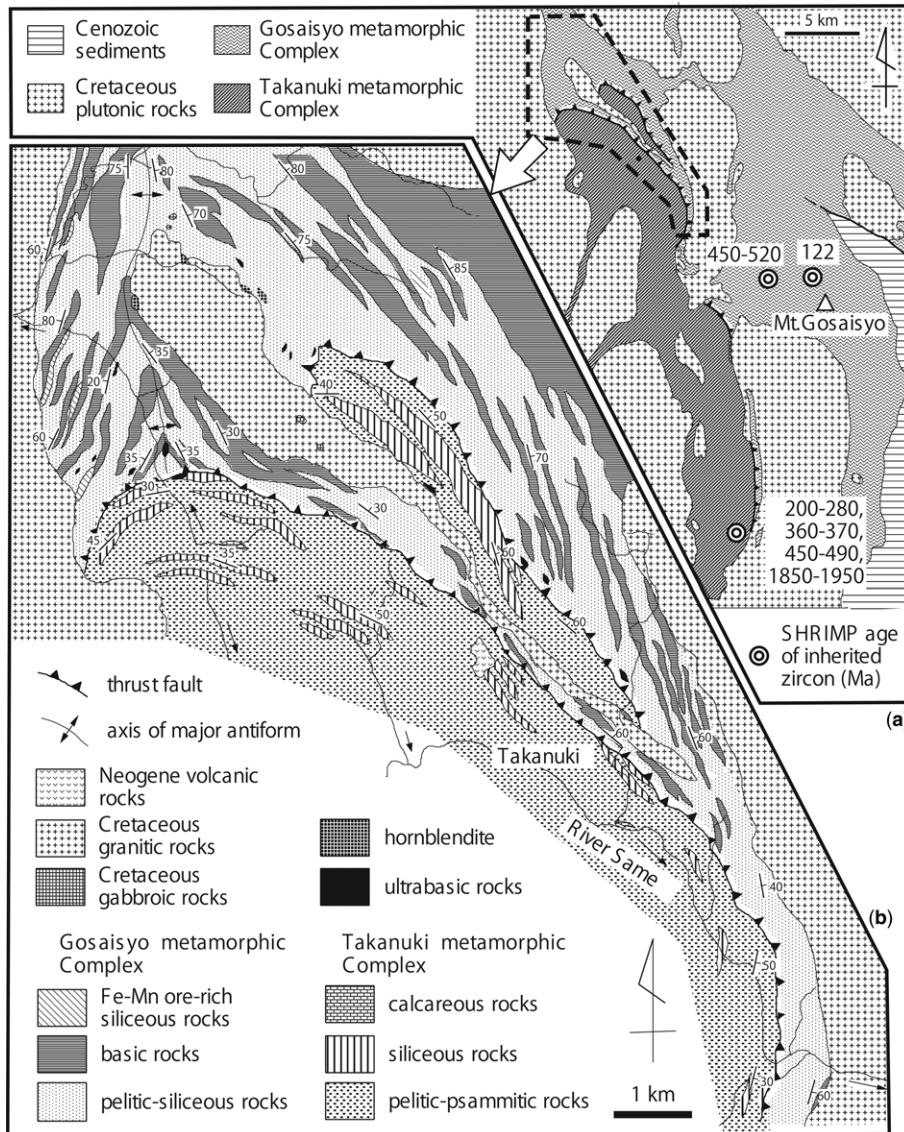 Cenozoic
sediments
Gosaisyo metamorphic
Complex
Cretaceous
plutonic rocks
Takanuki metamorphic
Complex
5 km
450-520
122
Mt.Gosaisyo
200-280,
360-370,
450-490,
1850-1950
SHRIMP age
of inherited
zircon (Ma)
(a)
75
80
80
70
75
60
85
80
35
20
40
50
60
30
35
35
70
30
30
45
35
50
60
60
60
60
Takanuki
River Same
40
50
30
60
(b)
thrust fault
axis of major antiform
Neogene volcanic
rocks
Cretaceous
granitic rocks
Cretaceous
gabbroic rocks
hornblendite
ultrabasic rocks
Gosaisyo metamorphic
Complex
Fe-Mn ore-rich
siliceous rocks
basic rocks
pelitic-siliceous rocks
Takanuki metamorphic
Complex
calcareous rocks
siliceous rocks
pelitic-psammitic rocks
1 km